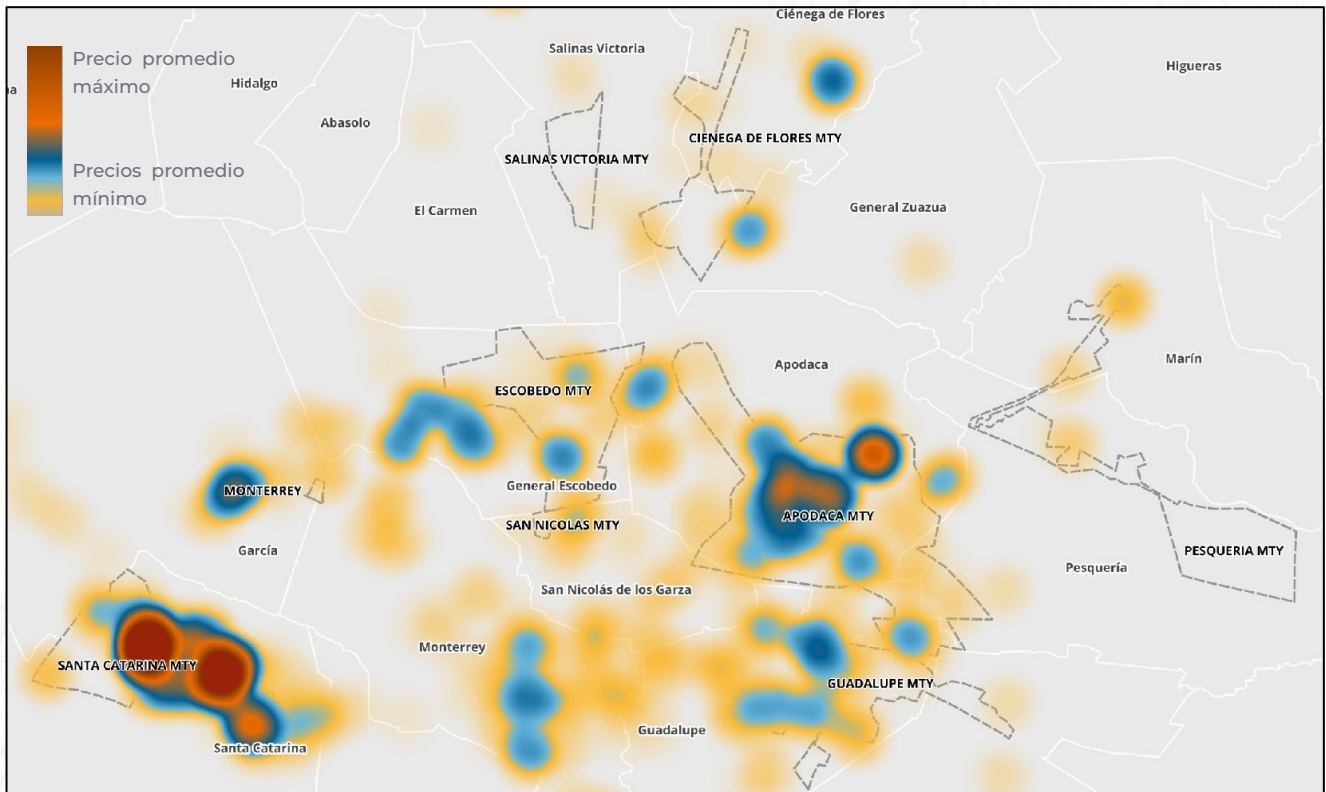 Ciénega de Flores
Precio promedio
máximo
Salinas Victoria
Higueras
Hidalgo
Abasolo
CIENEGA DE FLORES MTY
SALINAS VICTORIA MTY
Precios promedio
mínimo
El Carmen
General Zuazua
Marín
Apodaca
ESCOBEDO MTY
General Escobedo
MONTERREY
APODACA MTY
SAN NICOLAS MTY
García
PESQUERIA MTY
Pesquería
San Nicolás de los Garza
Monterrey
SANTA CATARINA MTY
GUADALUPE MTY
Guadalupe
Santa Catarina